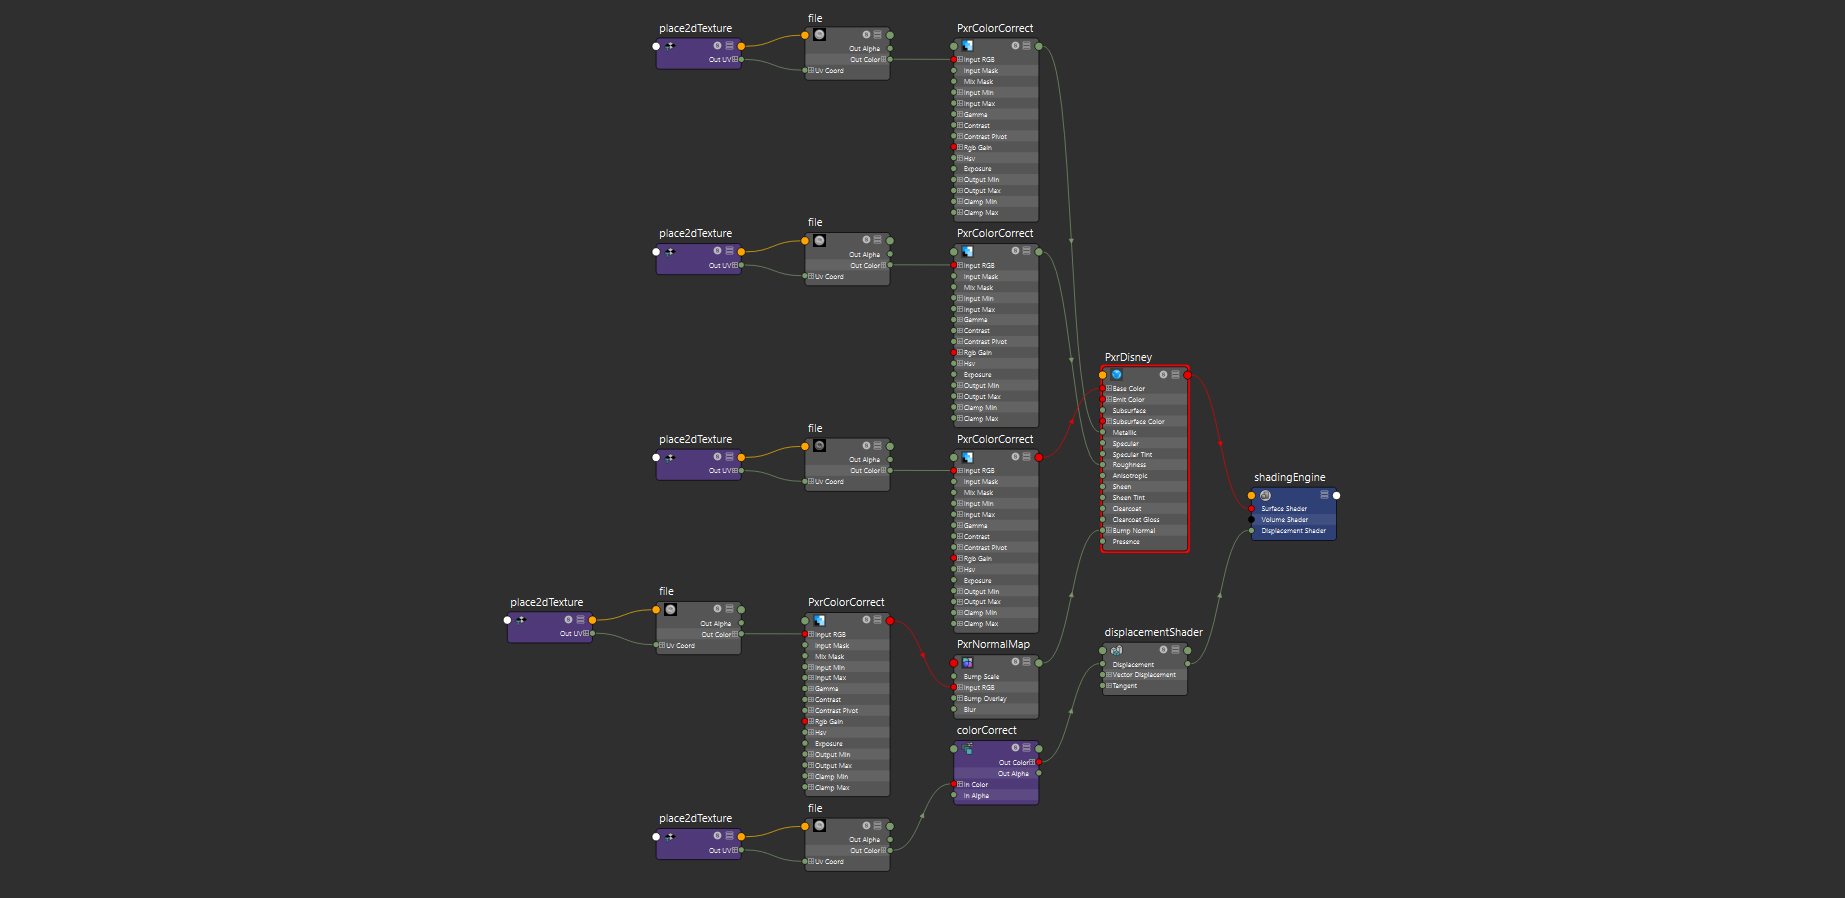 place2dTexture
Out UV
file
Out Alpha
Out Color
Uv Coord
PxrColorCorrect
Input RGB
Input Mask
Mix Mask
Input Min
Input Max
Gamma
Contrast
Contrast Pivot
Rgb Gain
Hsv
Exposure
Output Min
Output Max
Clamp Min
Clamp Max
place2dTexture
Out UV
file
Out Alpha
Out Color
Uv Coord
PxrColorCorrect
Input RGB
Input Mask
Mix Mask
Input Min
Input Max
Gamma
Contrast
Contrast Pivot
Rgb Gain
Hsv
Exposure
Output Min
Output Max
Clamp Min
Clamp Max
place2dTexture
Out UV
file
Out Alpha
Out Color
Uv Coord
PxrColorCorrect
Input RGB
Input Mask
Mix Mask
Input Min
Input Max
Gamma
Contrast
Contrast Pivot
Rgb Gain
Hsv
Exposure
Output Min
Output Max
Clamp Min
Clamp Max
PxrDisney
Base Color
Emit Color
Subsurface
Subsurface Color
Metallic
Specular
Specular Tint
Roughness
Anisotropic
Sheen
Sheen Tint
Clearcoat
Clearcoat Gloss
Bump Normal
Presence
shadingEngine
Surface Shader
Volume Shader
Displacement Shader
place2dTexture
Out UV
file
Out Alpha
Out Color
Uv Coord
PxrColorCorrect
Input RGB
Input Mask
Mix Mask
Input Min
Input Max
Gamma
Contrast
Contrast Pivot
Rgb Gain
Hsv
Exposure
Output Min
Output Max
Clamp Min
Clamp Max
PxrNormalMap
Bump Scale
Input RGB
Bump Overlay
Blur
displacementShader
Displacement
Vector Displacement
Tangent
colorCorrect
Out Color
Out Alpha
In Color
In Alpha
place2dTexture
Out UV
file
Out Alpha
Out Color
Uv Coord